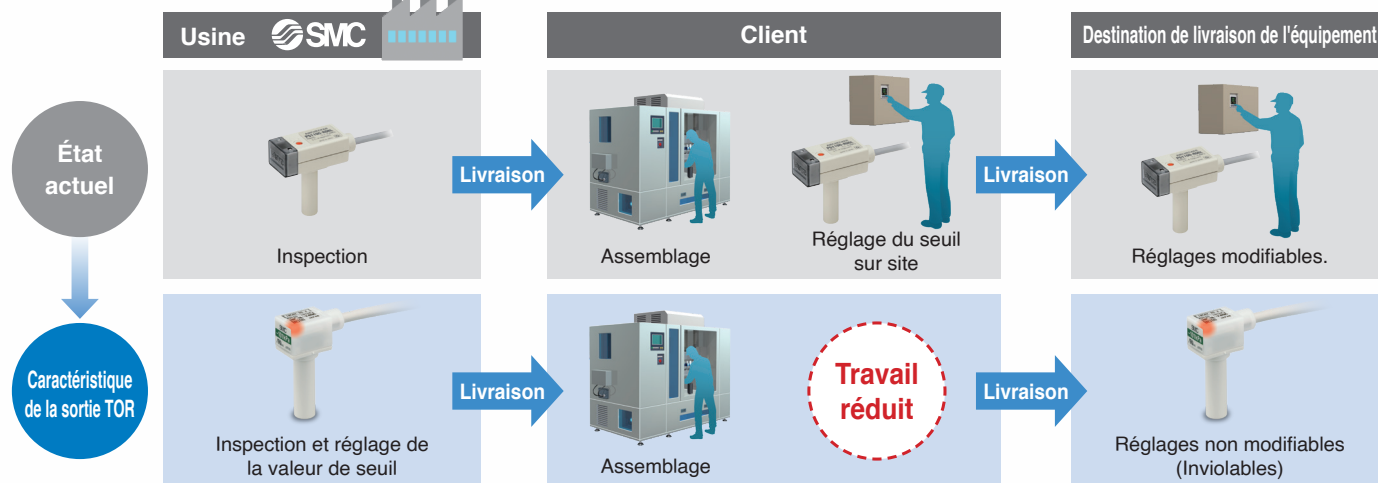 Usine SMC
Client
Destination de livraison de l'équipement
État
actuel
Inspection
Livraison
Assemblage
Réglage du seuil
sur site
Livraison
Réglages modifiables.
Caractéristique
de la sortie TOR
Inspection et réglage de
la valeur de seuil
Livraison
Assemblage
Travail
réduit
Livraison
Réglages non modifiables
(Inviolables)